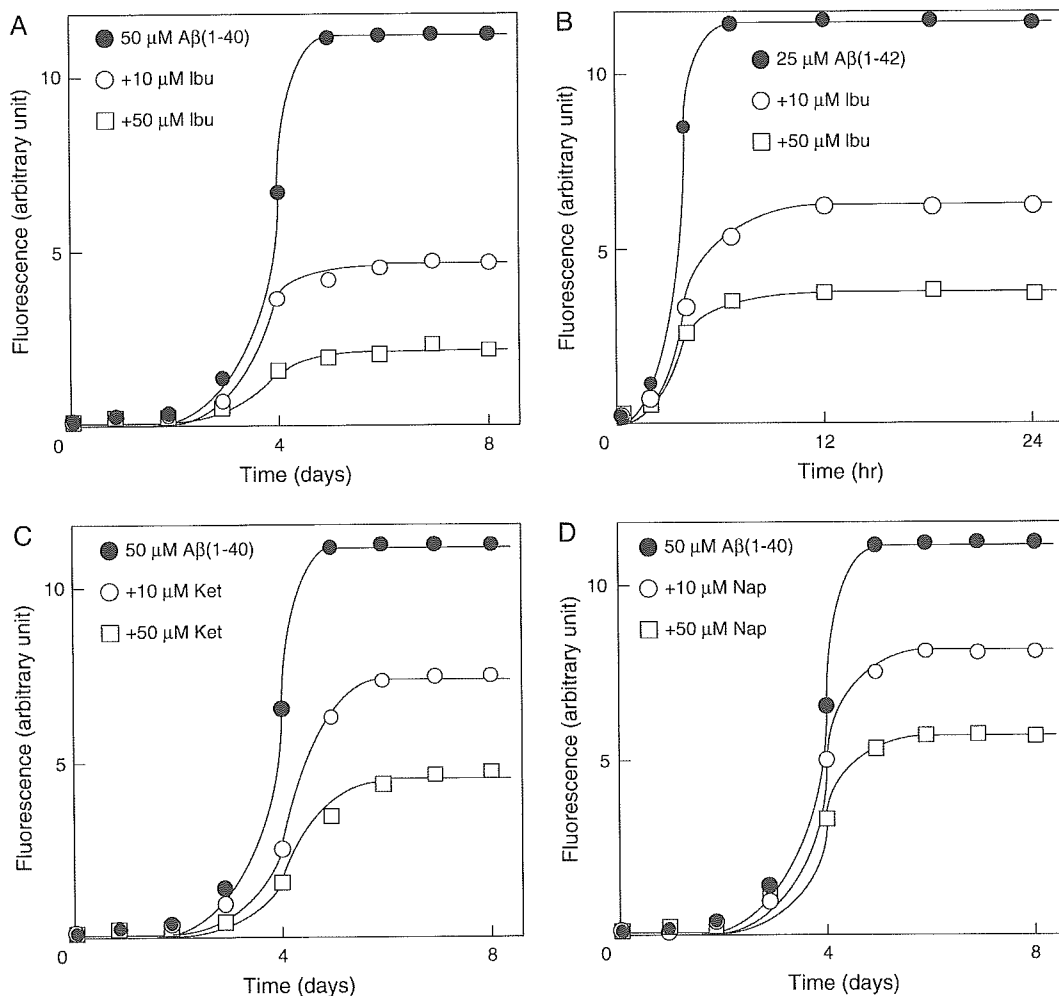 A
50 μM Aβ(1-40)
+10 μM Ibu
+50 μM Ibu
10
5
0
4
8
Fluorescence (arbitrary unit)
Time (days)
B
25 μM Aβ(1-42)
+10 μM Ibu
+50 μM Ibu
10
5
0
12
24
Fluorescence (arbitrary unit)
Time (hr)
C
50 μM Aβ(1-40)
+10 μM Ket
+50 μM Ket
10
5
0
4
8
Fluorescence (arbitrary unit)
Time (days)
D
50 μM Aβ(1-40)
+10 μM Nap
+50 μM Nap
10
5
0
4
8
Fluorescence (arbitrary unit)
Time (days)